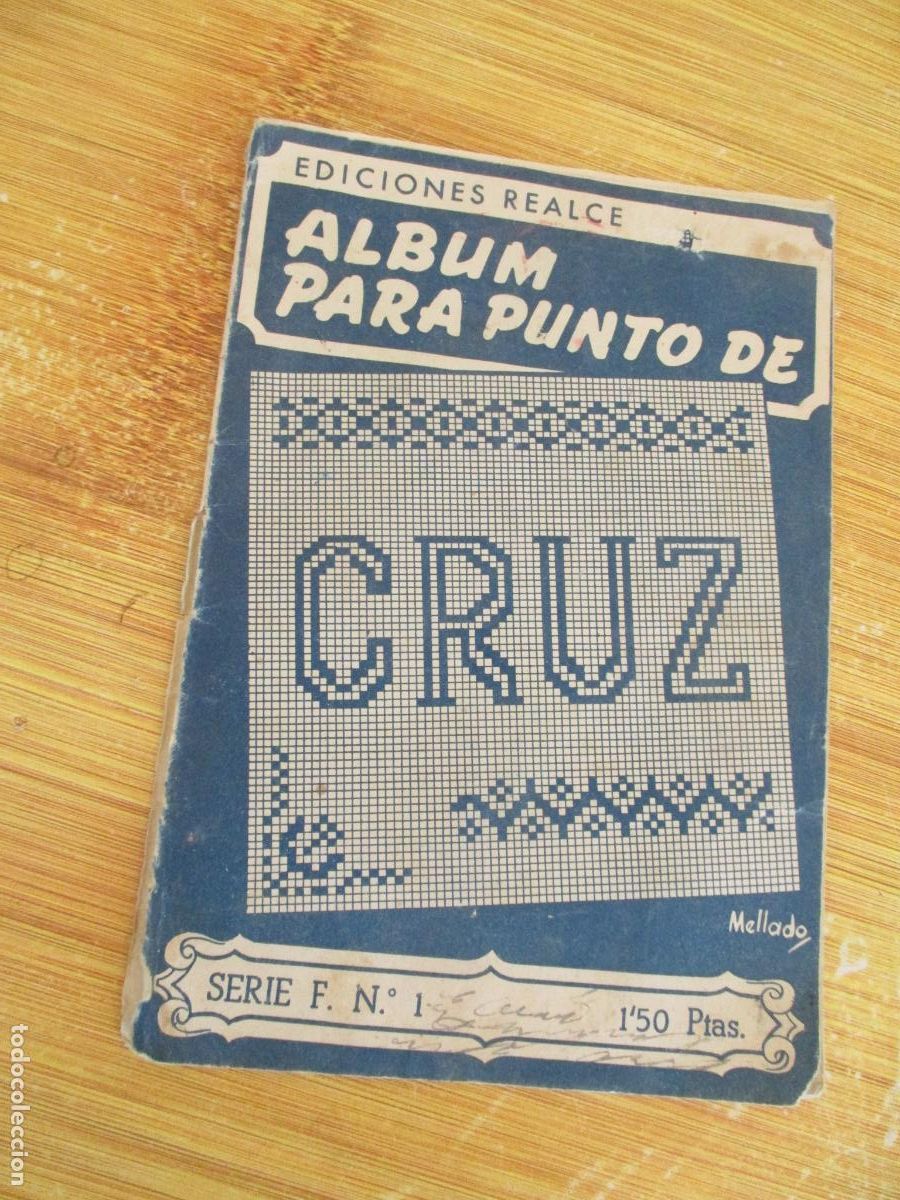 EDICIONES REALCE
ALBUM
PARA PUNTO DE
CRUZ
Mellado
SERIE F. N.° 1 1'50 Ptas.
todocoleccion